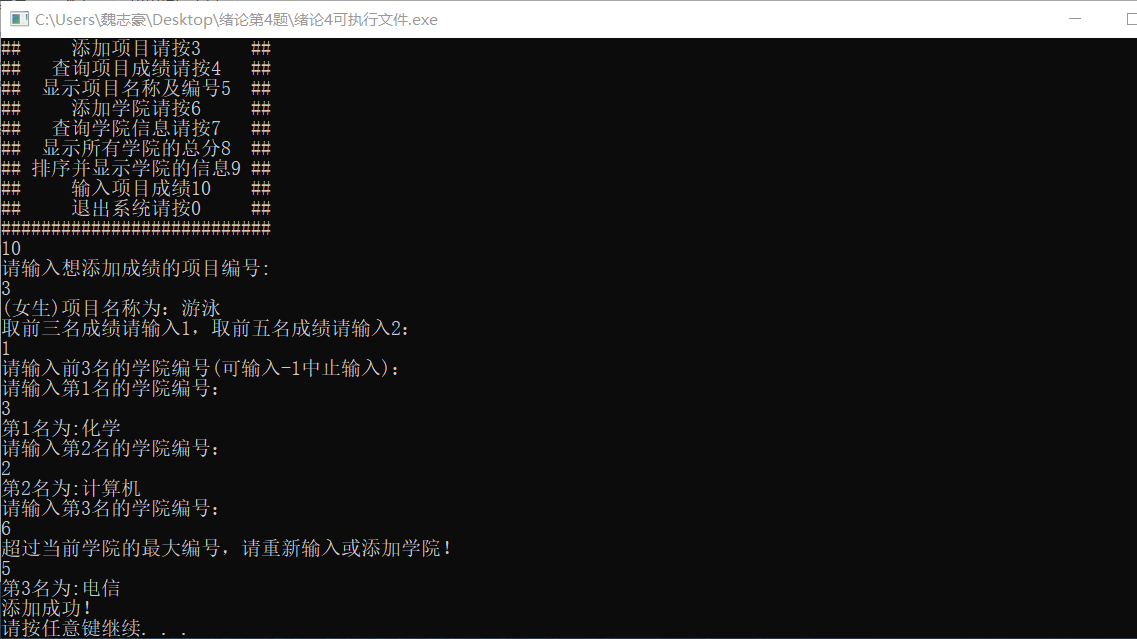 C:\Users\魏志豪\Desktop\绪论第4题\绪论4可执行文件.exe
## 添加项目请按3 ##
## 查询项目成绩请按4 ##
## 显示项目名称及编号5 ##
## 添加学院请按6 ##
## 查询学院信息请按7 ##
## 显示所有学院的总分8 ##
## 排序并显示学院的信息9 ##
## 输入项目成绩10 ##
## 退出系统请按0 ##
###########################
10
请输入想添加成绩的项目编号:
3
(女生)项目名称为: 游泳
取前三名成绩请输入1, 取前五名成绩请输入2:
1
请输入前3名的学院编号(可输入-1中止输入):
请输入第1名的学院编号:
3
第1名为:化学
请输入第2名的学院编号:
2
第2名为:计算机
请输入第3名的学院编号:
6
超过当前学院的最大编号, 请重新输入或添加学院!
5
第3名为:电信
添加成功!
请按任意键继续. . .